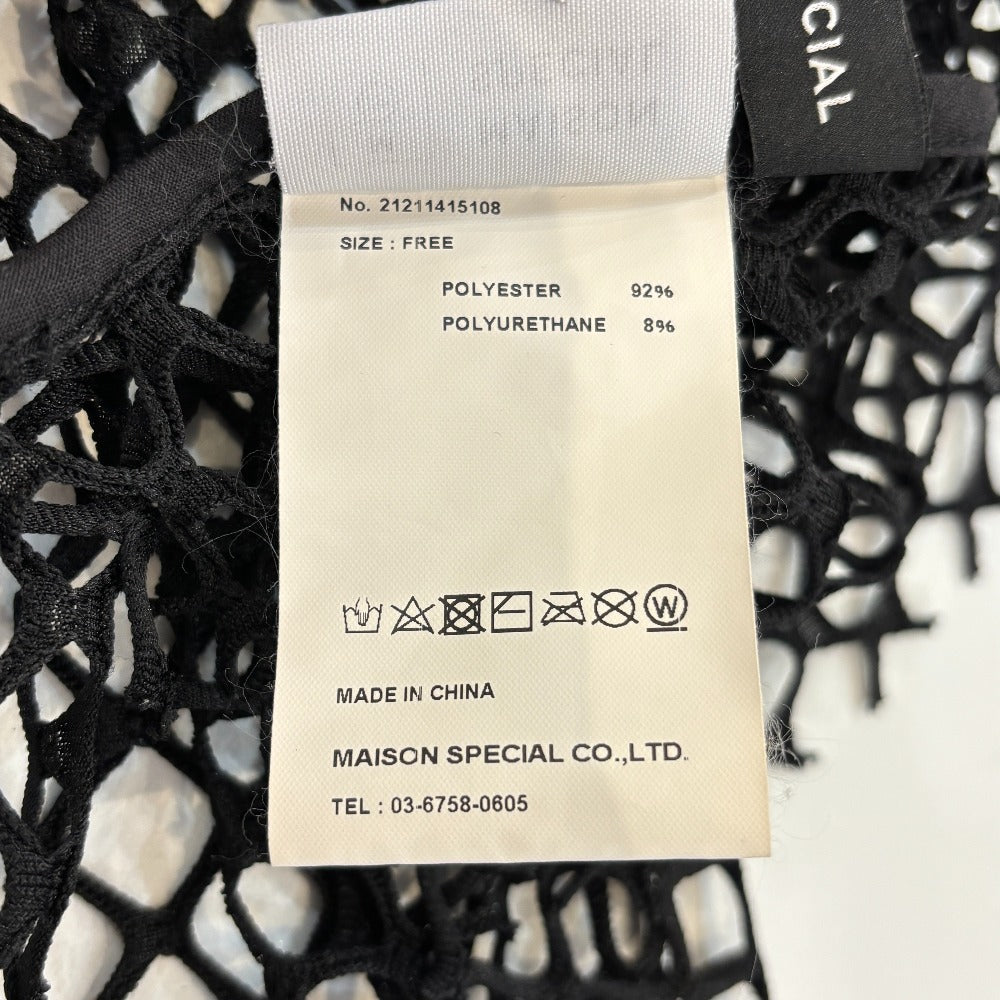 CIAL
No. 21211415108
SIZE : FREE
POLYESTER 92%
POLYURETHANE 8%
W
MADE IN CHINA
MAISON SPECIAL CO.,LTD.
TEL : 03-6758-0605